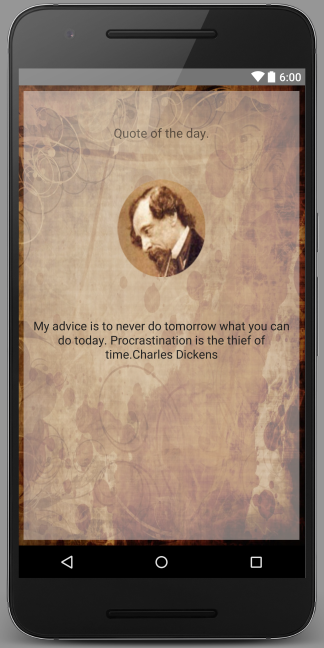 6:00
Quote of the day.
My advice is to never do tomorrow what you can
do today. Procrastination is the thief of
time.Charles Dickens